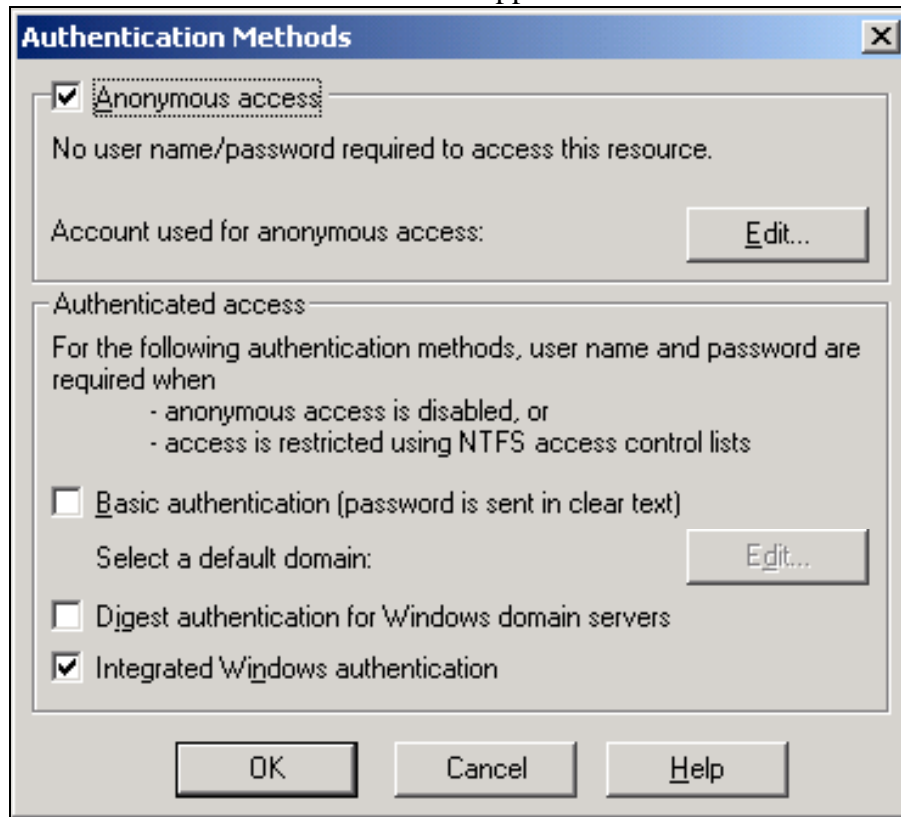 Authentication Methods
Anonymous access
No user name/password required to access this resource.
Account used for anonymous access:
Edit...
Authenticated access
For the following authentication methods, user name and password are
required when
- anonymous access is disabled, or
- access is restricted using NTFS access control lists
Basic authentication (password is sent in clear text)
Select a default domain:
Edit...
Digest authentication for Windows domain servers
Integrated Windows authentication
OK
Cancel
Help